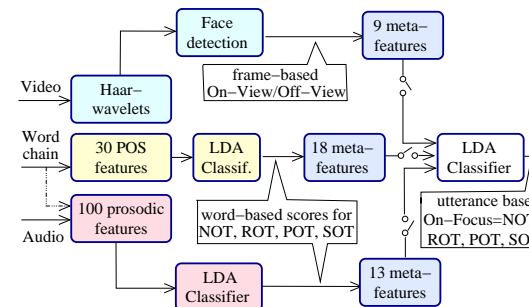 Face
detection
9 meta–
features
Video
Haar–
wavelets
frame–based
On–View/Off–View
Word
chain
30 POS
features
LDA
Classif.
18 meta–
features
LDA
Classifier
100 prosodic
features
Audio
word–based scores for
NOT, ROT, POT, SOT
utterance base
On–Focus=NOT
ROT, POT, SO
LDA
Classifier
13 meta–
features